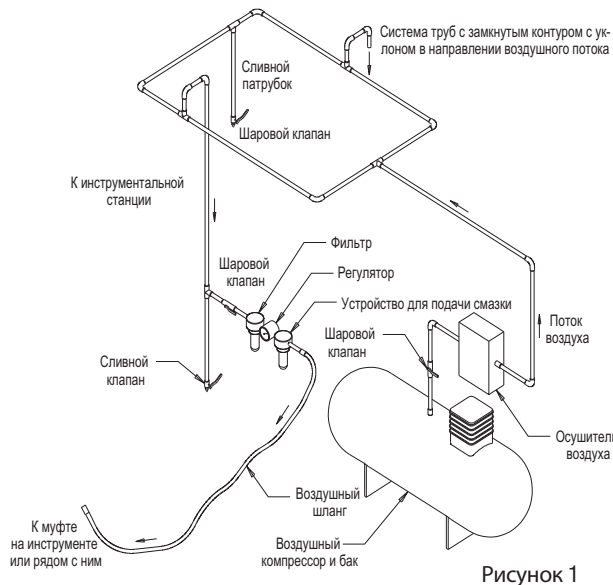 Система труб с замкнутым контуром с ук-
лоном в направлении воздушного потока
Сливной
патрубок
Шаровой клапан
К инструментальной
станции
Фильтр
Шаровой
клапан
Регулятор
Устройство для подачи смазки
Шаровой
клапан
Поток
воздуха
Сливной
клапан
Осушитель
воздуха
Воздушный
шланг
К муфте
на инструменте
или рядом с ним
Воздушный
компрессор и бак
Рисунок 1